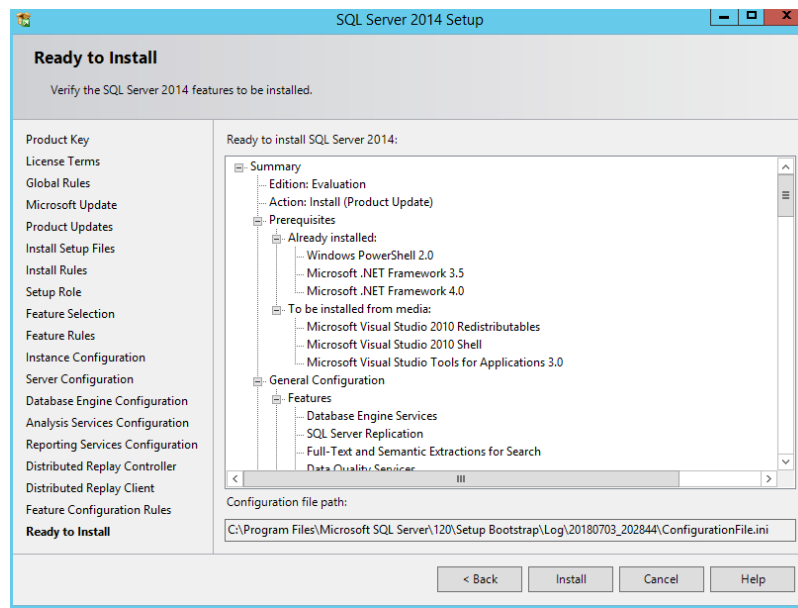 SQL Server 2014 Setup
Ready to Install
Verify the SQL Server 2014 features to be installed.
Product Key
License Terms
Global Rules
Microsoft Update
Product Updates
Install Setup Files
Install Rules
Setup Role
Feature Selection
Feature Rules
Instance Configuration
Server Configuration
Database Engine Configuration
Analysis Services Configuration
Reporting Services Configuration
Distributed Replay Controller
Distributed Replay Client
Feature Configuration Rules
Ready to Install
Ready to install SQL Server 2014:
Summary
Edition: Evaluation
Action: Install (Product Update)
Prerequisites
Already installed:
Windows PowerShell 2.0
Microsoft .NET Framework 3.5
Microsoft .NET Framework 4.0
To be installed from media:
Microsoft Visual Studio 2010 Redistributables
Microsoft Visual Studio 2010 Shell
Microsoft Visual Studio Tools for Applications 3.0
General Configuration
Features
Database Engine Services
SQL Server Replication
Full-Text and Semantic Extractions for Search
Data Quality Services
Configuration file path:
C:\Program Files\Microsoft SQL Server\120\Setup Bootstrap\Log\20180703_202844\ConfigurationFile.ini
< Back
Install
Cancel
Help